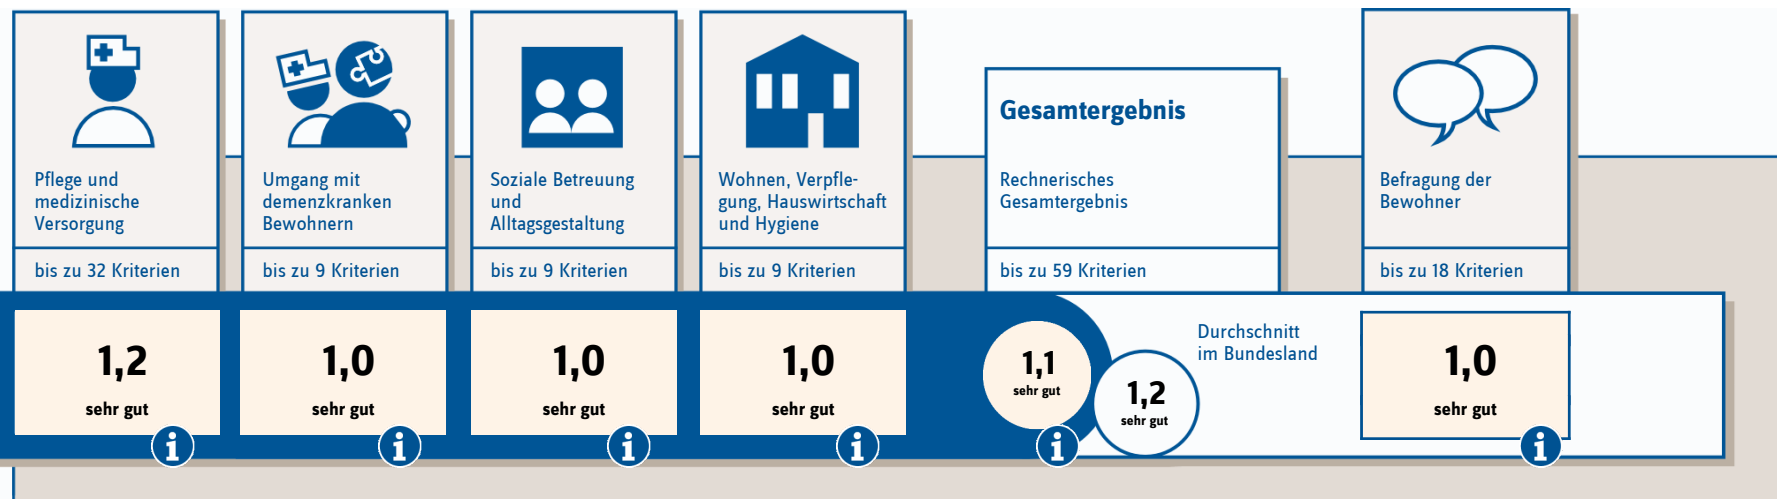 Pflege und
medizinische
Versorgung
bis zu 32 Kriterien
1,2
sehr gut
Umgang mit
demenzkranken
Bewohnern
bis zu 9 Kriterien
1,0
sehr gut
Soziale Betreuung
und
Alltagsgestaltung
bis zu 9 Kriterien
1,0
sehr gut
Wohnen, Verpfle-
gung, Hauswirtschaft
und Hygiene
bis zu 9 Kriterien
1,0
sehr gut
Gesamtergebnis
Rechnerisches
Gesamtergebnis
bis zu 59 Kriterien
1,1
sehr gut
Durchschnitt
im Bundesland
1,2
sehr gut
Befragung der
Bewohner
bis zu 18 Kriterien
1,0
sehr gut